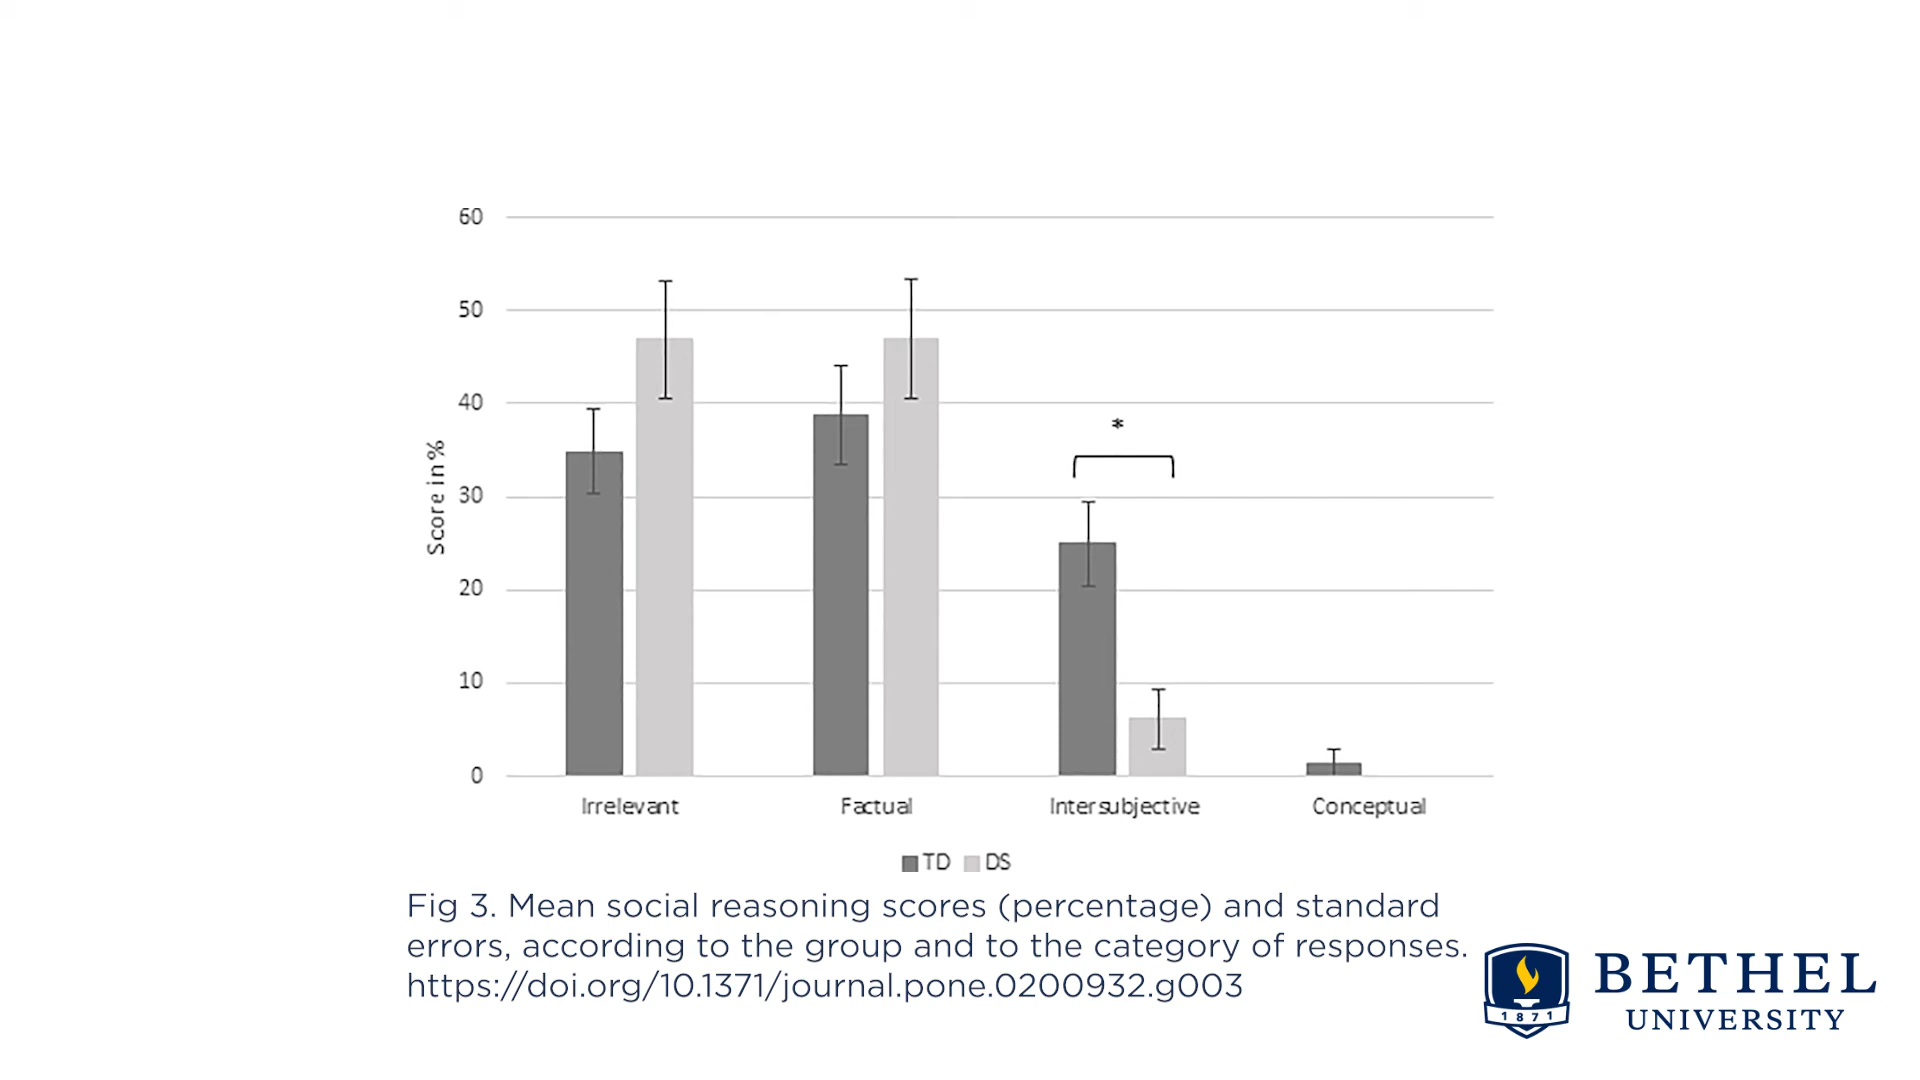 60
50
40
30
20
10
0
Score in %
*
Irrelevant Factual Intersubjective Conceptual
TD DS
Fig 3. Mean social reasoning scores (percentage) and standard
errors, according to the group and to the category of responses.
https://doi.org/10.1371/journal.pone.0200932.g003
BETHEL
UNIVERSITY
1871